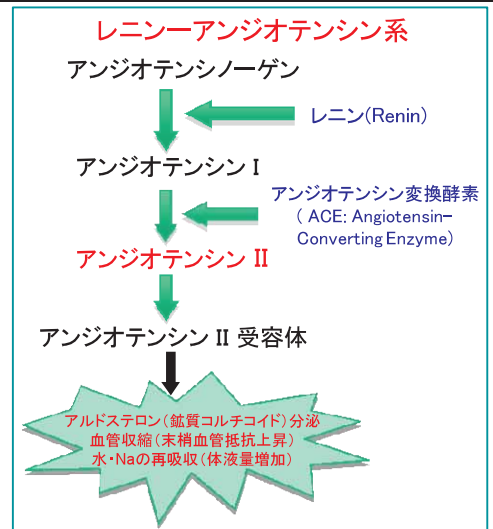 レニンーアンジオテンシン系
アンジオテンシノーゲン
レニン(Renin)
アンジオテンシン I
アンジオテンシン変換酵素
( ACE: Angiotensin-
Converting Enzyme)
アンジオテンシン II
アンジオテンシン II 受容体
アルドステロン(鉱質コルチコイド)分泌
血管収縮(末梢血管抵抗上昇)
水・Naの再吸収(体液量増加)